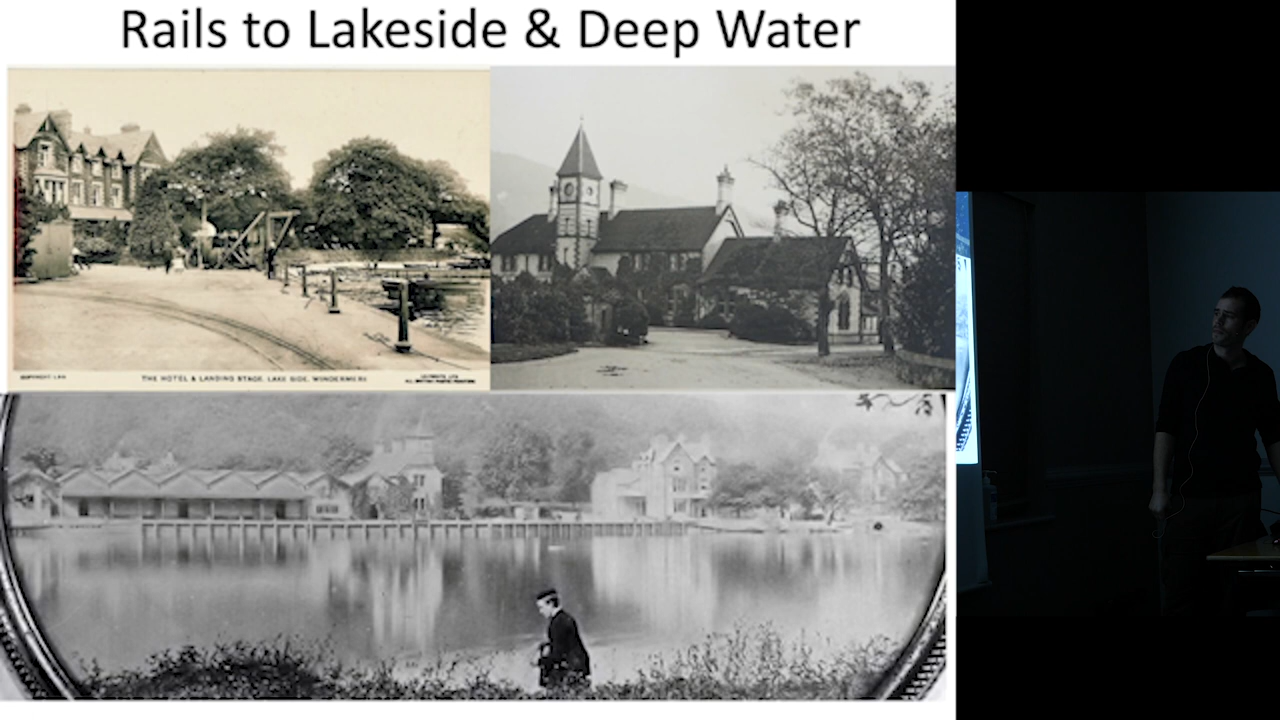 Rails to Lakeside & Deep Water
THE HOTEL & LANDING STAGE, LAKE SIDE, WINDERMERE